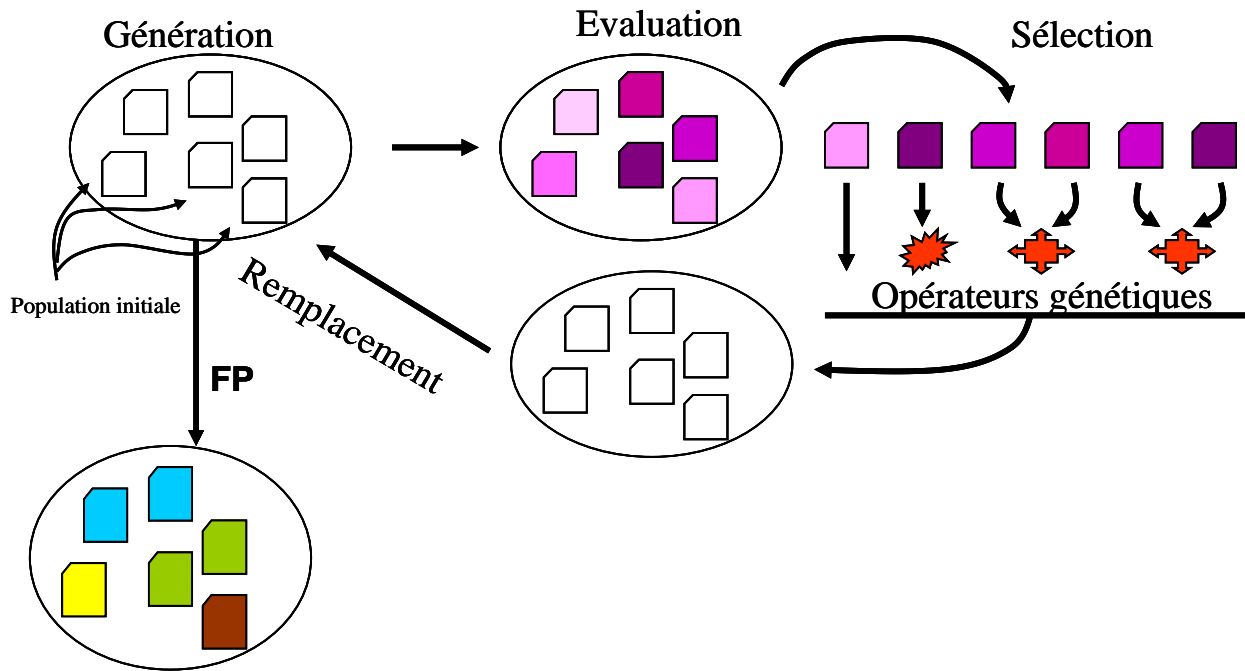 Génération
Evaluation
Sélection
Population initiale
Remplacement
Opérateurs génétiques
FP